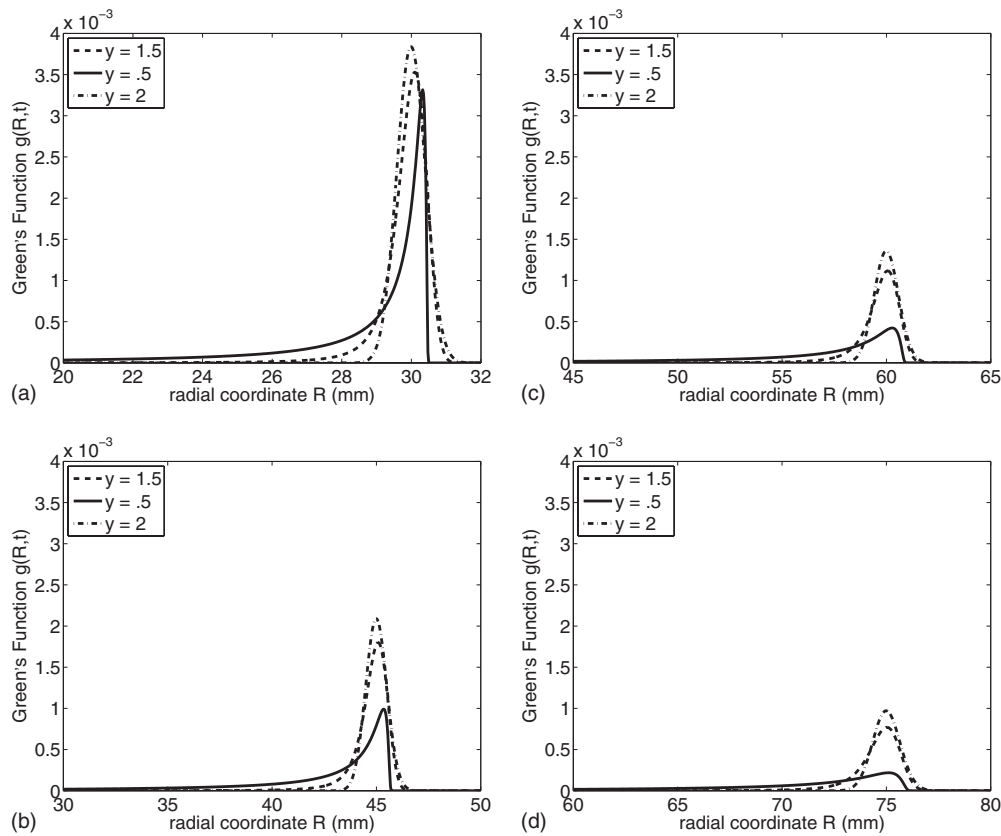 x 10⁻³
4
3.5
3
2.5
2
1.5
1
0.5
0
Green's Function g(R,t)
y = 1.5
y = .5
y = 2
20 22 24 26 28 30 32
radial coordinate R (mm)
(a)
x 10⁻³
4
3.5
3
2.5
2
1.5
1
0.5
0
Green's Function g(R,t)
y = 1.5
y = .5
y = 2
45 50 55 60 65
radial coordinate R (mm)
(c)
x 10⁻³
4
3.5
3
2.5
2
1.5
1
0.5
0
Green's Function g(R,t)
y = 1.5
y = .5
y = 2
30 35 40 45 50
radial coordinate R (mm)
(b)
x 10⁻³
4
3.5
3
2.5
2
1.5
1
0.5
0
Green's Function g(R,t)
y = 1.5
y = .5
y = 2
60 65 70 75 80
radial coordinate R (mm)
(d)